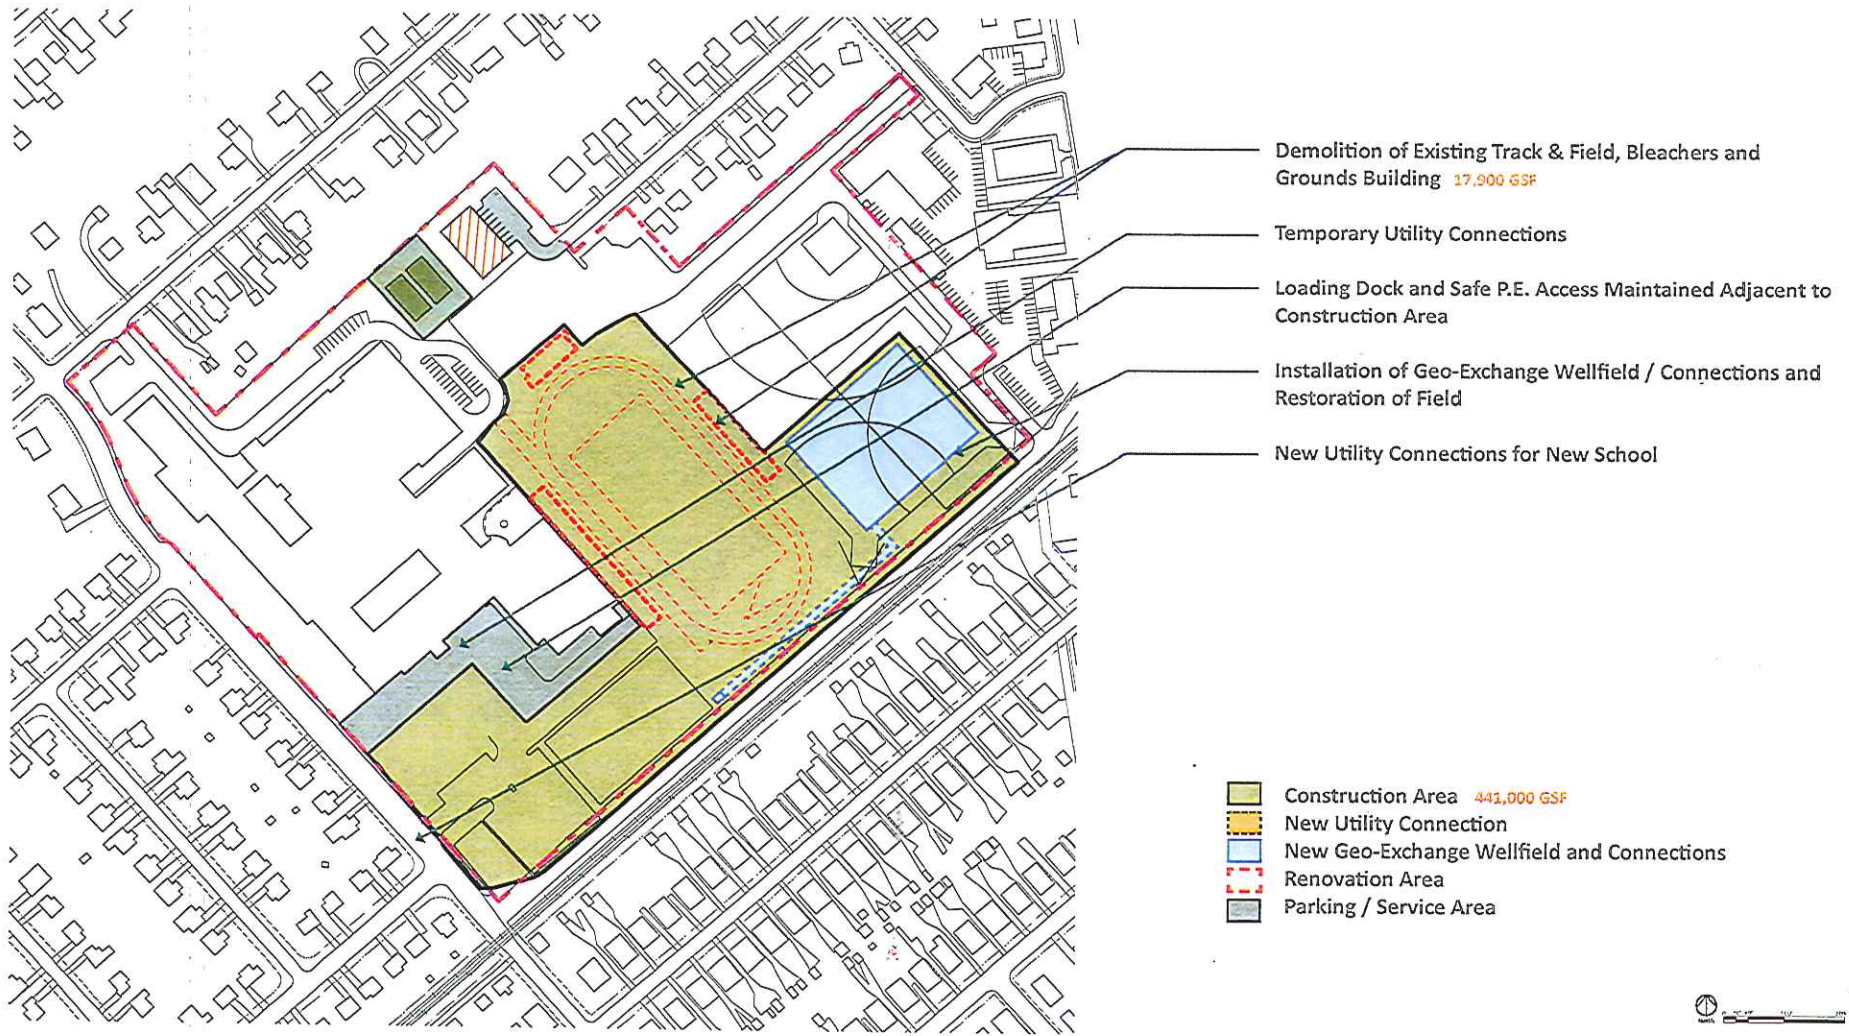 Demolition of Existing Track & Field, Bleachers and
Grounds Building 17,900 GSF
Temporary Utility Connections
Loading Dock and Safe P.E. Access Maintained Adjacent to
Construction Area
Installation of Geo-Exchange Wellfield / Connections and
Restoration of Field
New Utility Connections for New School
Construction Area 441,000 GSF
New Utility Connection
New Geo-Exchange Wellfield and Connections
Renovation Area
Parking / Service Area